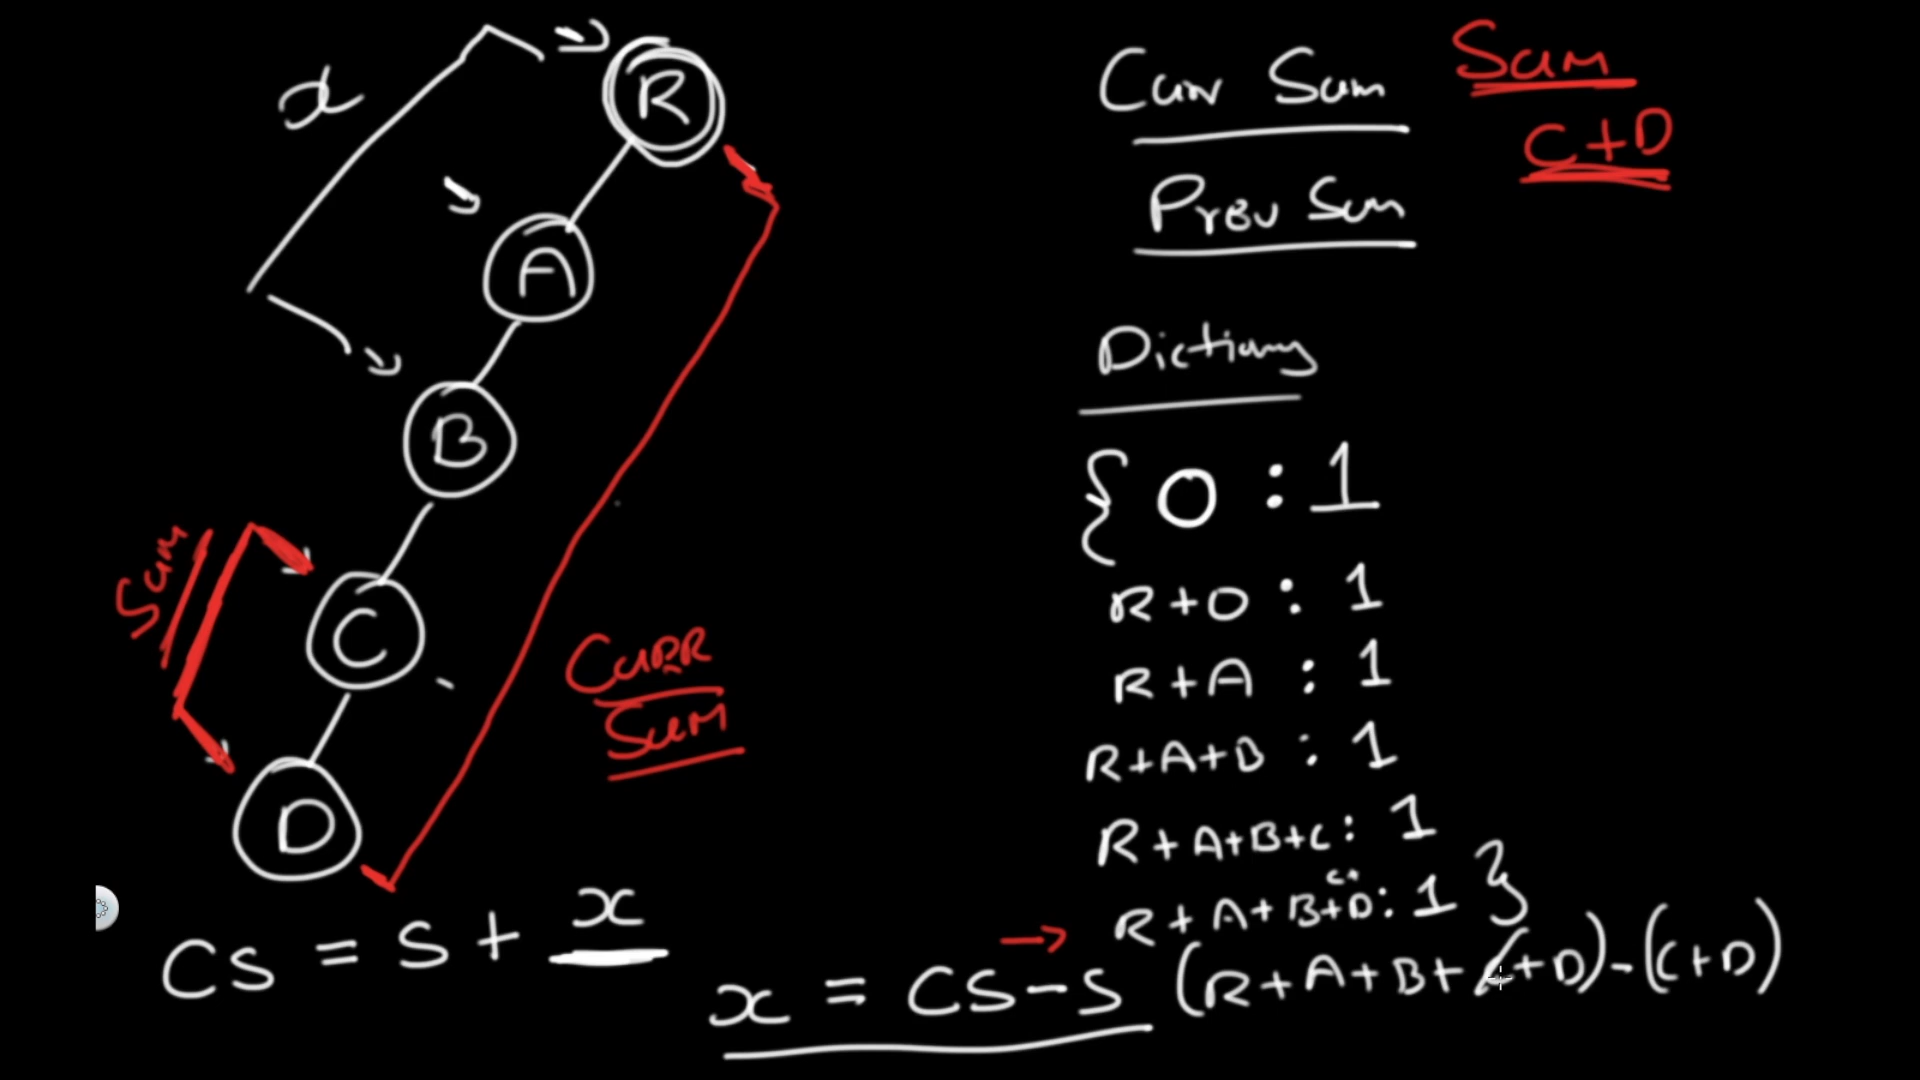 x
R
A
B
C
D
Sum
CURR
SUM
CS = S + x
x = CS - S (R+A+B+C+D) - (C+D)
Curr Sum
Sum
C+D
Prev Sum
Dictionary
{ 0 : 1
R+0 : 1
R+A : 1
R+A+B : 1
R+A+B+C : 1
C+
R+A+B+D : 1 }